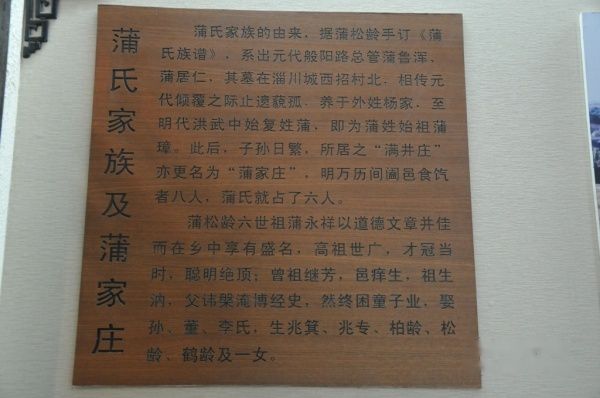 蒲氏家族及蒲家庄
蒲氏家族的由来，据蒲松龄手订《蒲
氏族谱》，系出元代般阳路总管蒲鲁浑、
蒲居仁，其墓在淄川城西招村北，相传元
代倾覆之际止遗藐孤，养于外姓杨家，至
明代洪武中始复姓蒲，即为蒲姓始祖蒲
璋。此后，子孙日繁，所居之“满井庄”
亦更名为“蒲家庄”，明万历间阖邑食饩
者八人，蒲氏就占了六人。
蒲松龄六世祖蒲永祥以道德文章并佳
而在乡中享有盛名，高祖世广，才冠当
时，聪明绝顶；曾祖继芳，邑庠生，祖生
汭，父讳槃淹博经史，然终困童子业，娶
孙、董、李氏，生兆箕、兆专、柏龄、松
龄、鹤龄及一女。